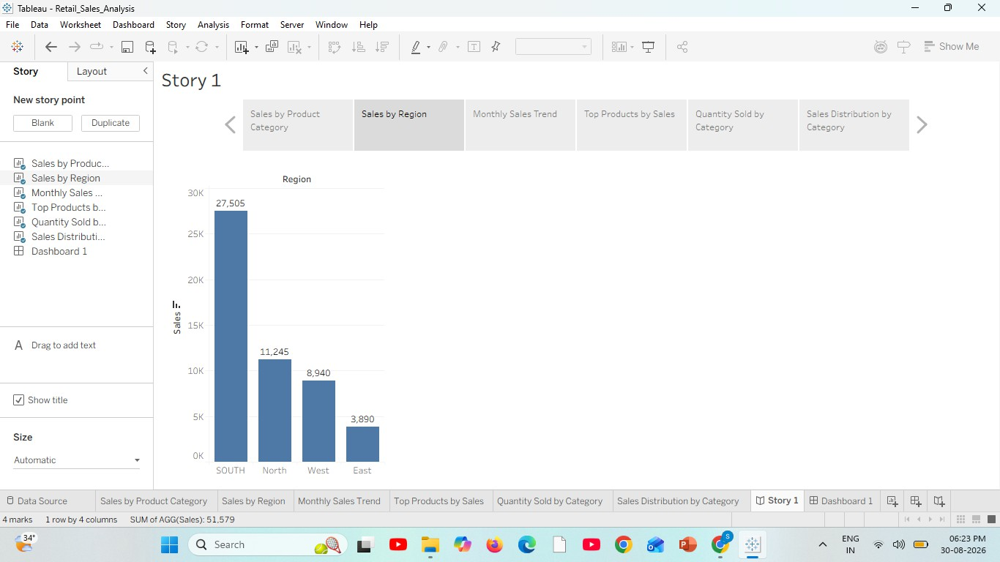 Tableau - Retail_Sales_Analysis
File Data Worksheet Dashboard Story Analysis Format Server Window Help
Show Me
Story Layout
Story 1
New story point
Blank Duplicate
Sales by Product Category
Sales by Region
Monthly Sales Trend
Top Products by Sales
Quantity Sold by Category
Sales Distribution by Category
Sales by Produc...
Sales by Region
Monthly Sales ...
Top Products b...
Quantity Sold b...
Sales Distributi...
Dashboard 1
A Drag to add text
Show title
Size
Automatic
Region
30K
25K
20K
15K
10K
5K
0K
Sales
27,505
11,245
8,940
3,890
SOUTH North West East
Data Source Sales by Product Category Sales by Region Monthly Sales Trend Top Products by Sales Quantity Sold by Category Sales Distribution by Category Story 1 Dashboard 1
4 marks 1 row by 4 columns SUM of AGG(Sales): 51,579
34°
Search
S
ENG
IN
06:23 PM
30-08-2026